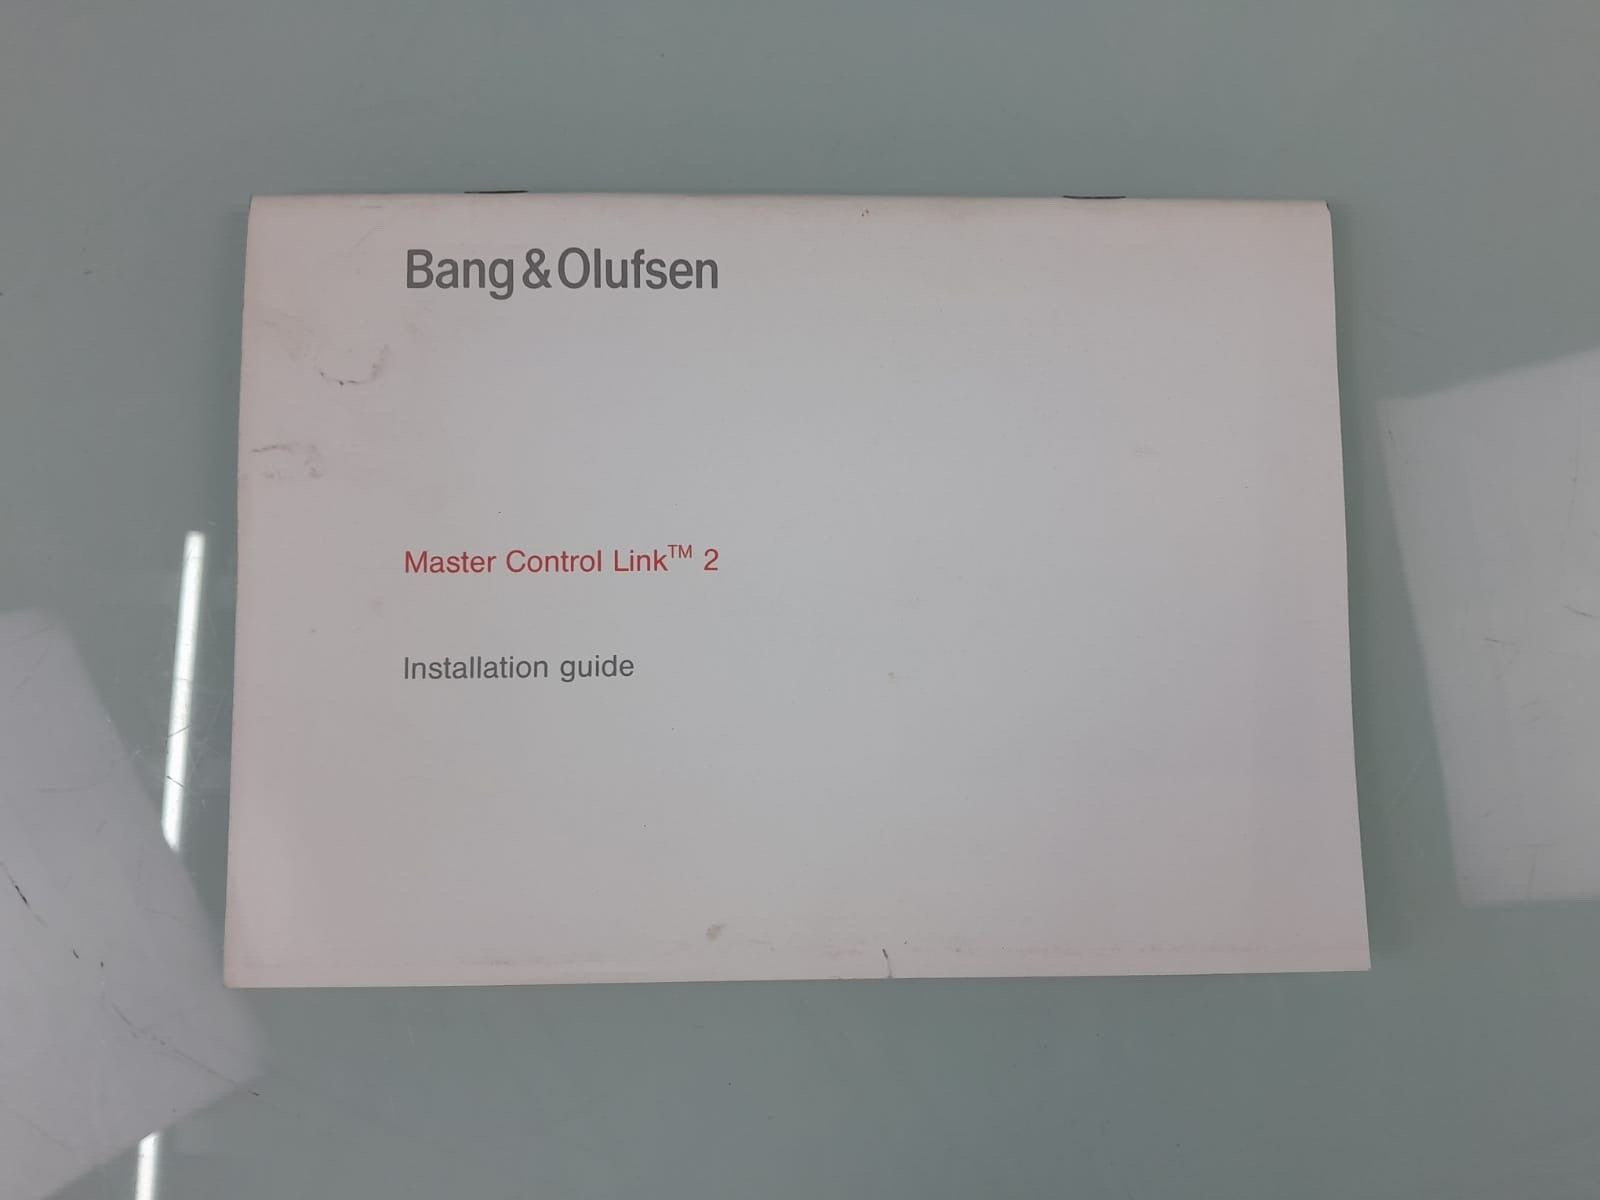 Bang & Olufsen
Master Control Link™ 2
Installation guide